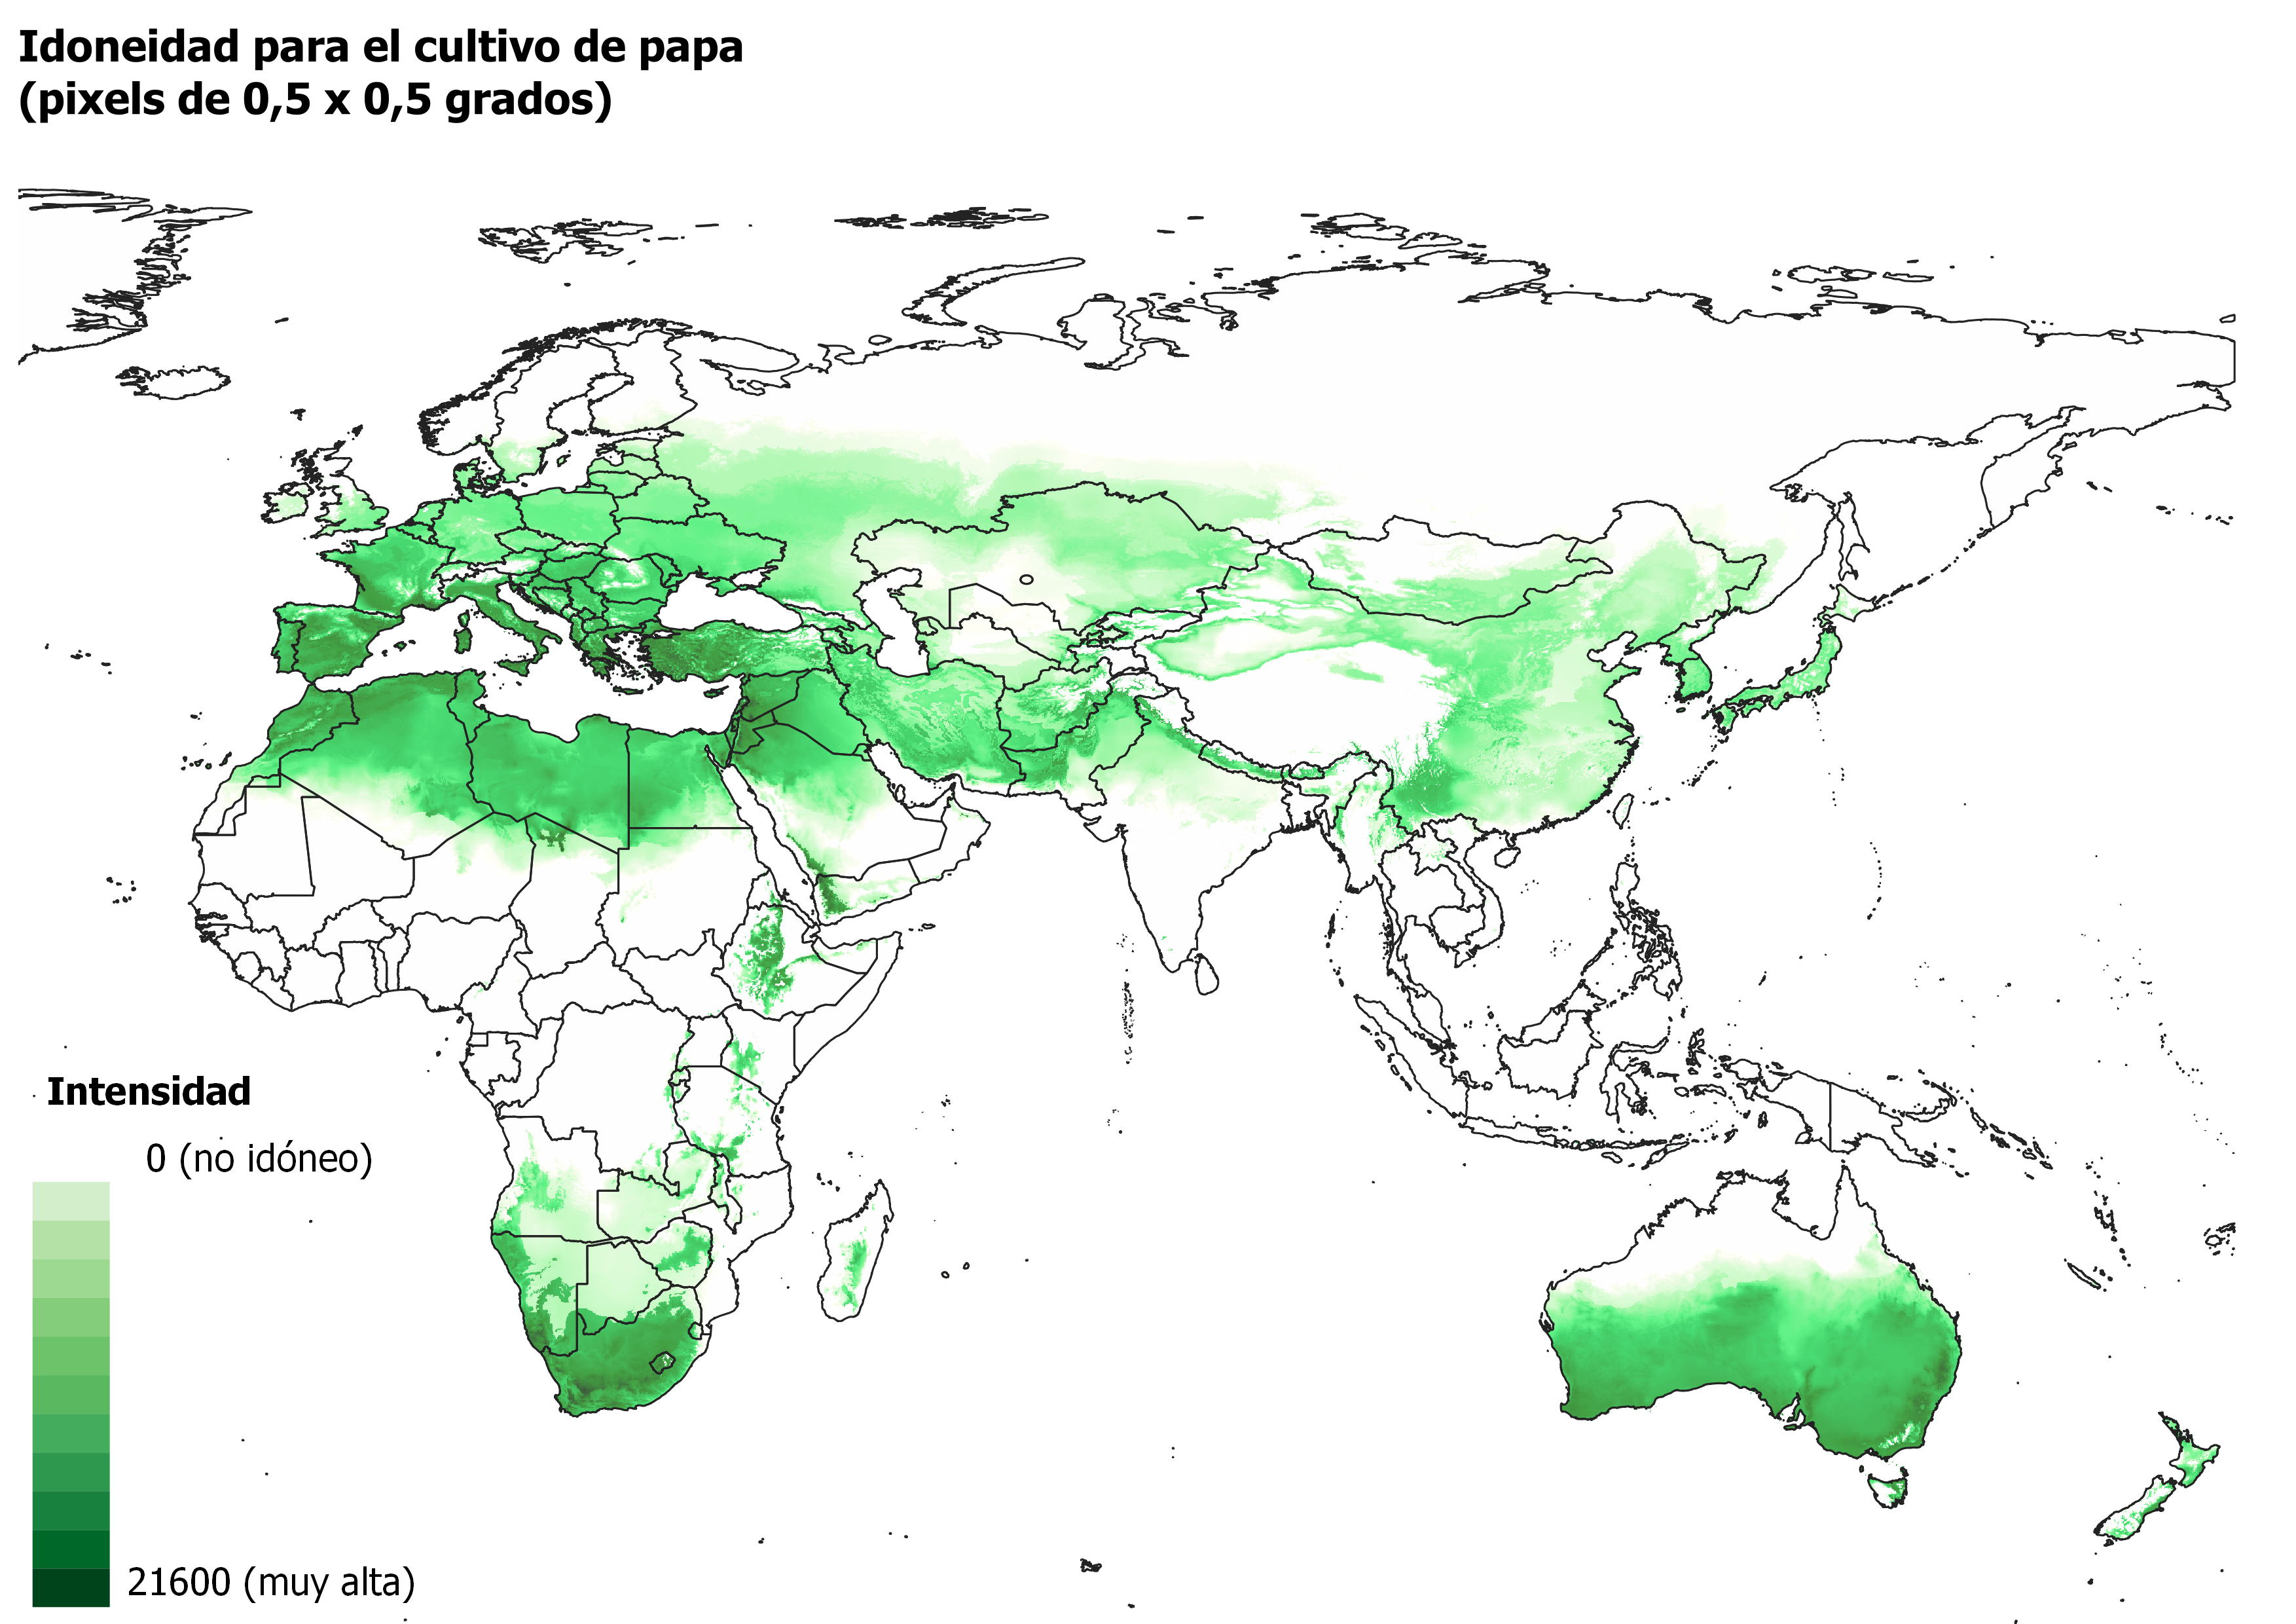 Idoneidad para el cultivo de papa
(pixels de 0,5 x 0,5 grados)
Intensidad
0 (no idóneo)
21600 (muy alta)